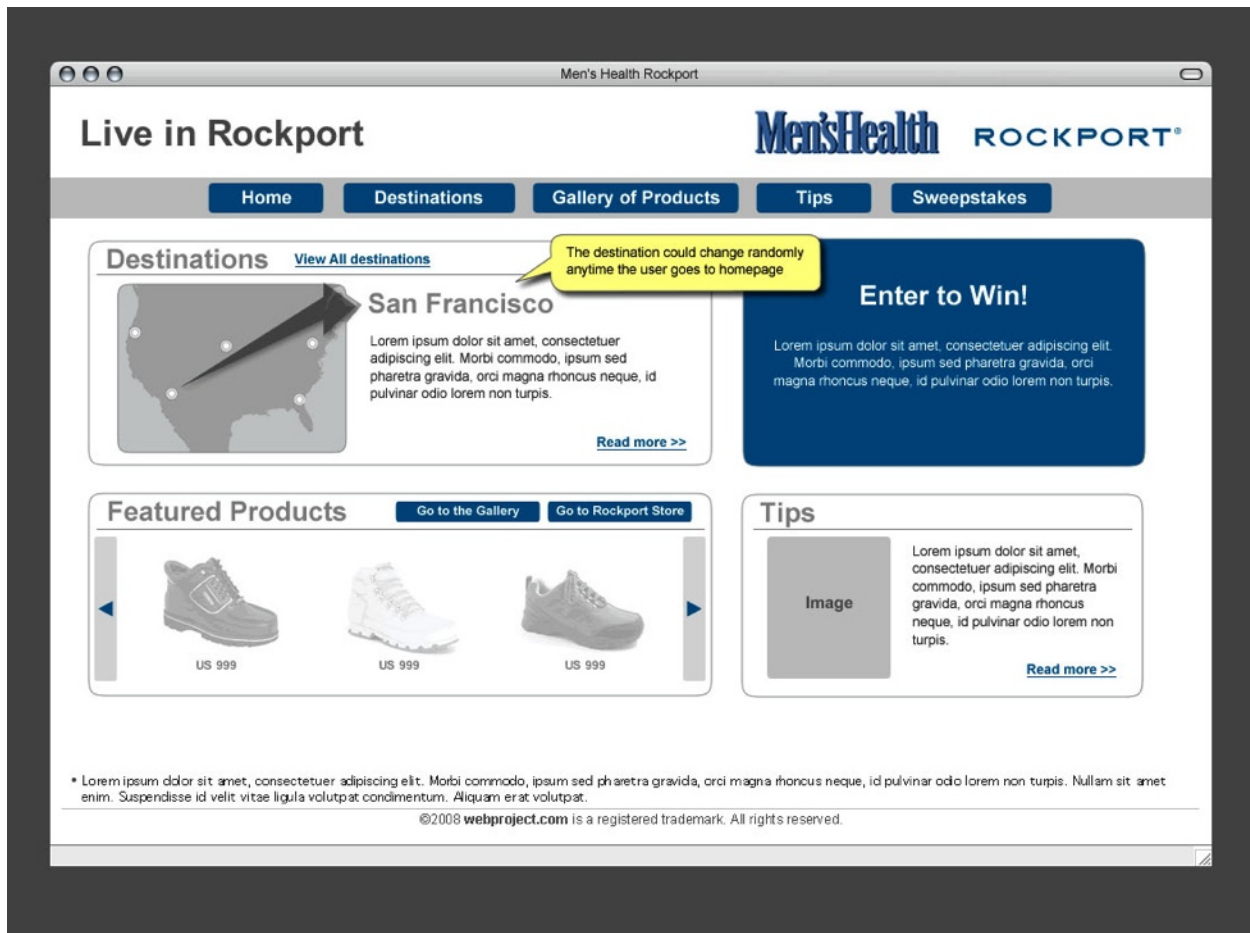 Men's Health Rockport
Live in Rockport
Men'sHealth
ROCKPORT®
Home
Destinations
Gallery of Products
Tips
Sweepstakes
Destinations
View All destinations
The destination could change randomly
anytime the user goes to homepage
San Francisco
Lorem ipsum dolor sit amet, consectetuer
adipiscing elit. Morbi commodo, ipsum sed
pharetra gravida, orci magna rhoncus neque, id
pulvinar odio lorem non turpis.
Read more >>
Enter to Win!
Lorem ipsum dolor sit amet, consectetuer adipiscing elit.
Morbi commodo, ipsum sed pharetra gravida, orci
magna rhoncus neque, id pulvinar odio lorem non turpis.
Featured Products
Go to the Gallery
Go to Rockport Store
US 999
US 999
US 999
Tips
Image
Lorem ipsum dolor sit amet,
consectetuer adipiscing elit. Morbi
commodo, ipsum sed pharetra
gravida, orci magna rhoncus
neque, id pulvinar odio lorem non
turpis.
Read more >>
• Lorem ipsum dolor sit amet, consectetuer adipiscing elit. Morbi commodo, ipsum sed pharetra gravida, orci magna rhoncus neque, id pulvinar odio lorem non turpis. Nullam sit amet
enim. Suspendisse id velit vitae ligula volutpat condimentum. Aliquam erat volutpat.
©2008 webproject.com is a registered trademark. All rights reserved.